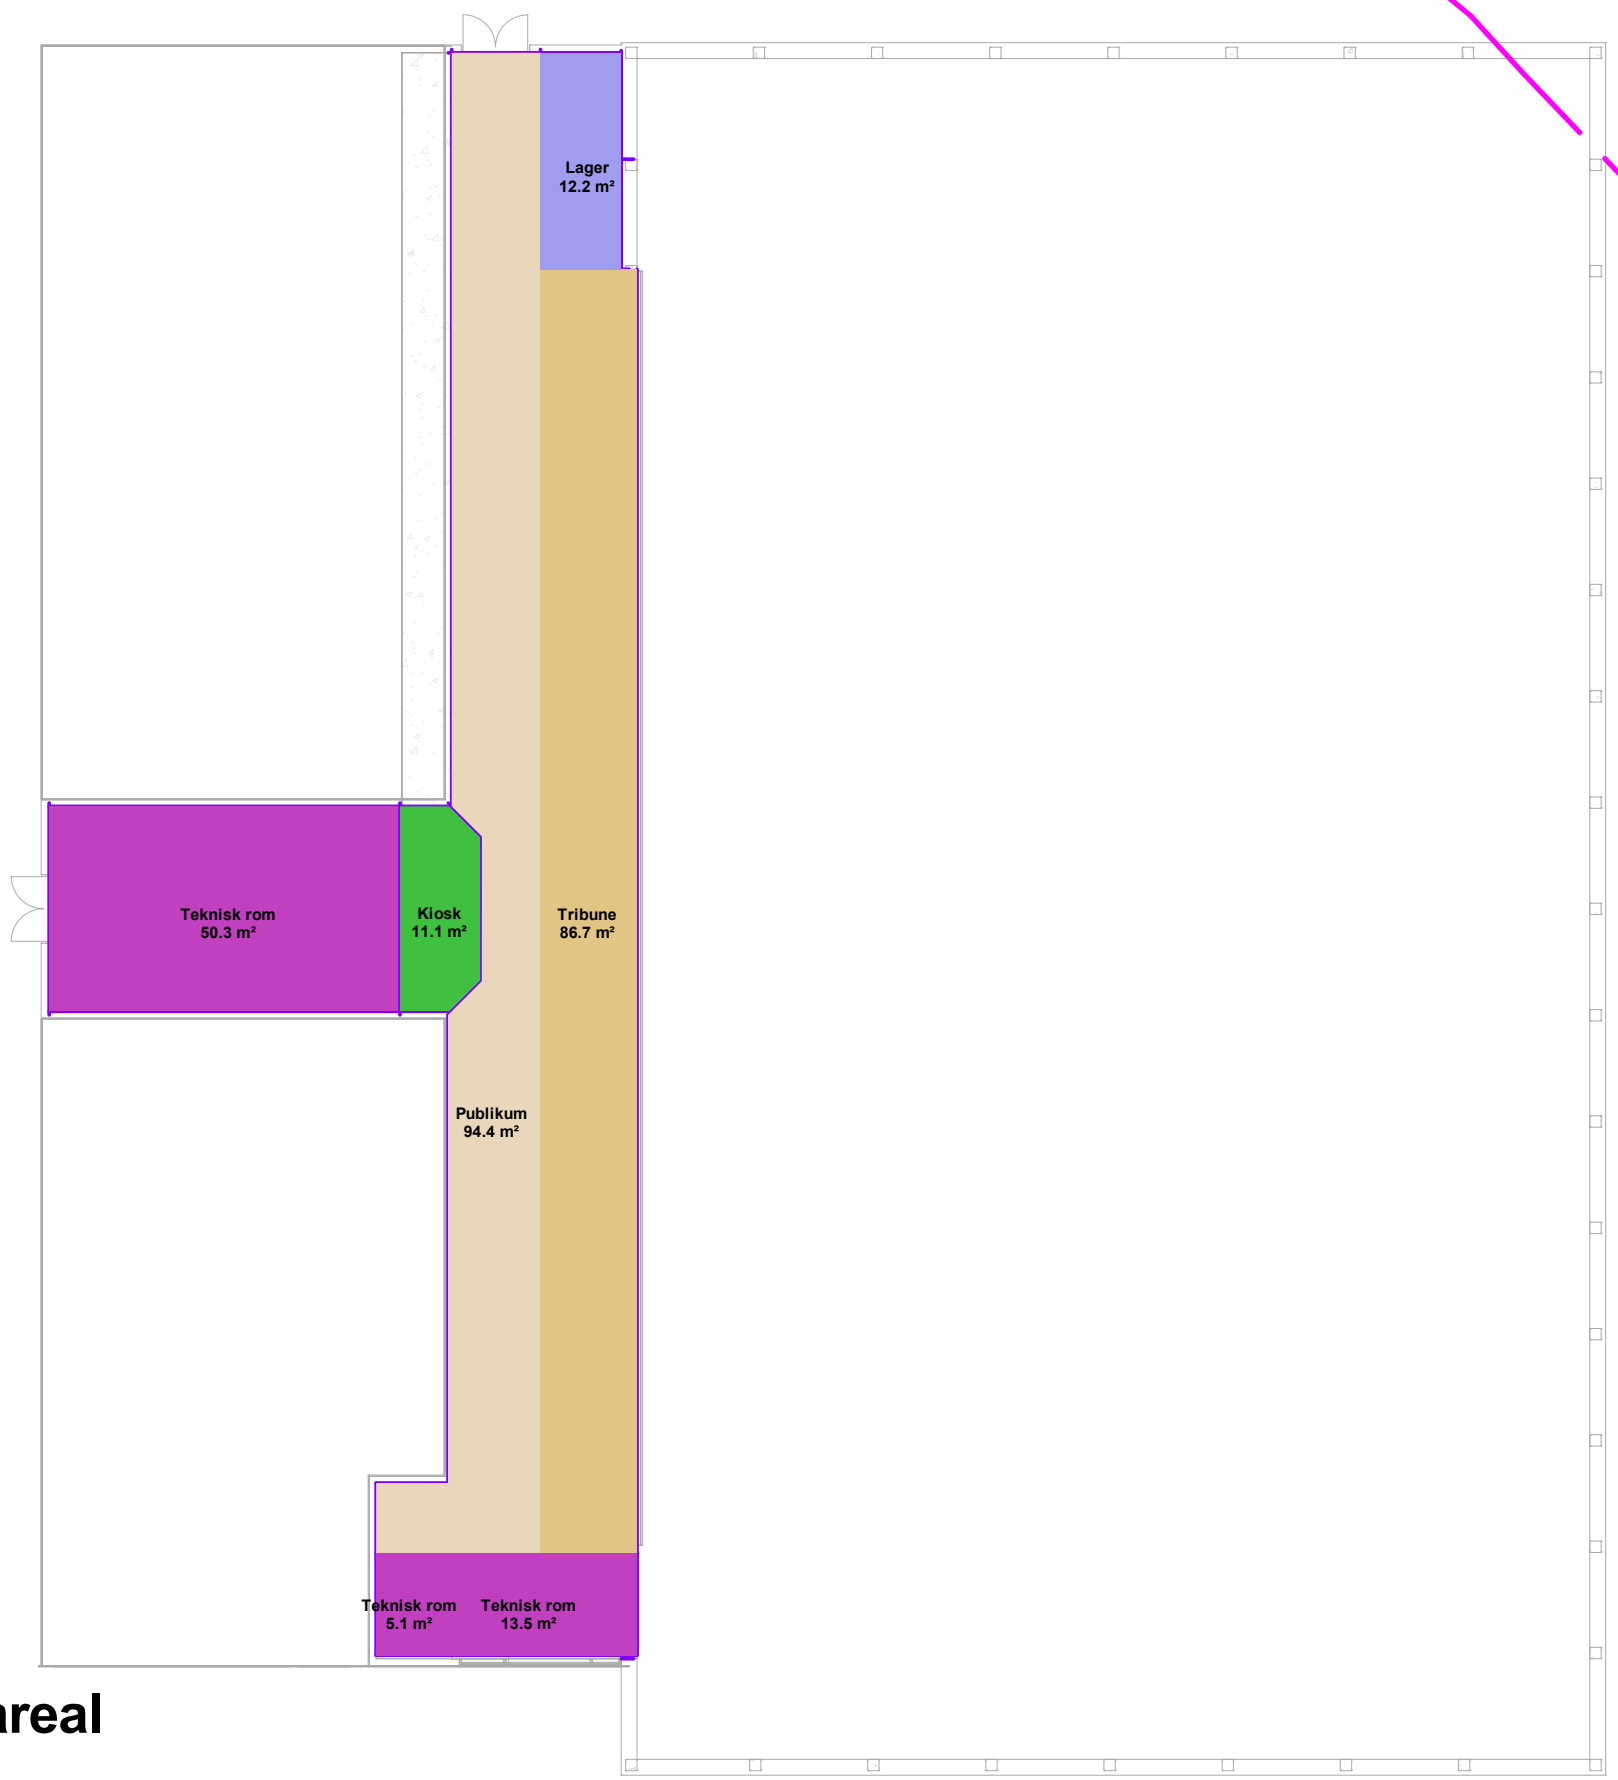 Lager
12.2 m²
Teknisk rom
50.3 m²
Kiosk
11.1 m²
Tribune
86.7 m²
Publikum
94.4 m²
Teknisk rom
5.1 m²
Teknisk rom
13.5 m²
areal